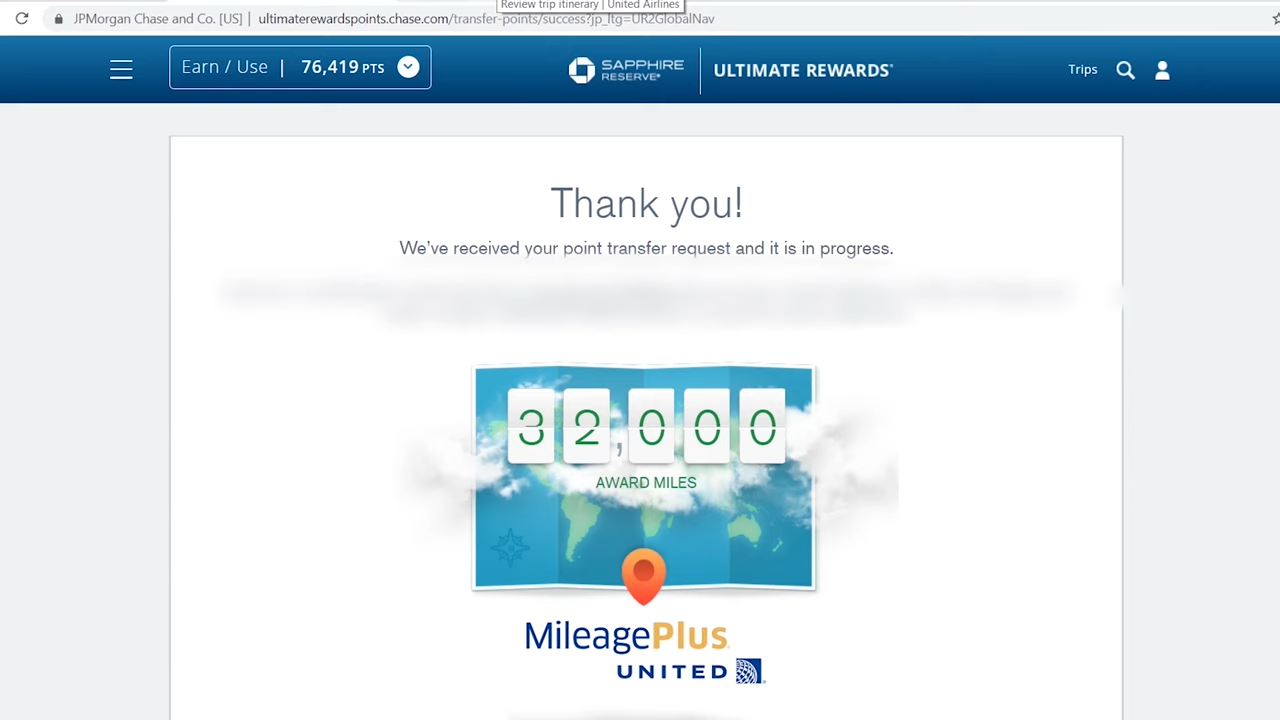 Review trip itinerary | United Airlines
JPMorgan Chase and Co. [US] | ultimaterewardspoints.chase.com/transfer-points/success?jp_ltg=UR2GlobalNav
Earn / Use | 76,419 PTS
SAPPHIRE
RESERVE®
ULTIMATE REWARDS®
Trips
Thank you!
We've received your point transfer request and it is in progress.
32,000
AWARD MILES
MileagePlus
UNITED